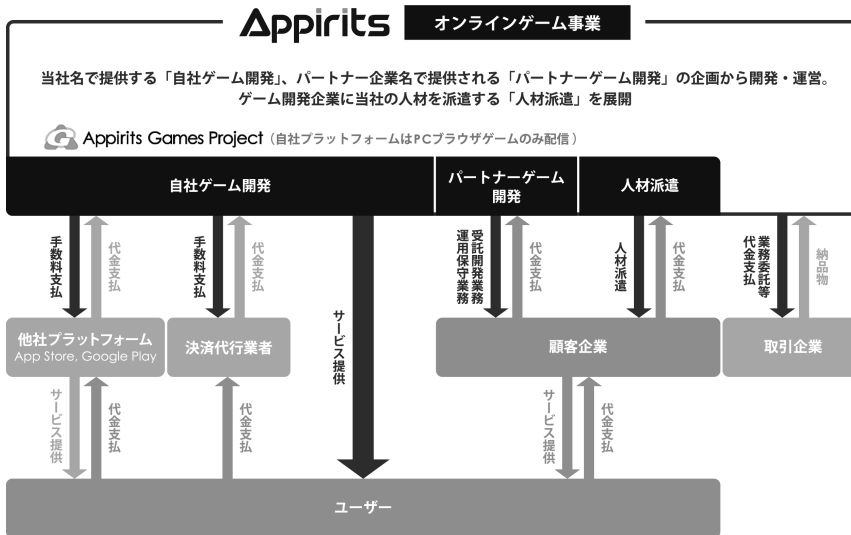 Appirits オンラインゲーム事業
当社名で提供する「自社ゲーム開発」、パートナー企業名で提供される「パートナーゲーム開発」の企画から開発・運営。
ゲーム開発企業に当社の人材を派遣する「人材派遣」を展開
Appirits Games Project（自社プラットフォームはPCブラウザゲームのみ配信）
自社ゲーム開発
パートナーゲーム
開発
人材派遣
手数料支払
代金支払
手数料支払
代金支払
サービス提供
受託開発業務
運用保守業務
代金支払
人材派遣
代金支払
業務委託等
代金支払
納品物
他社プラットフォーム
App Store, Google Play
決済代行業者
顧客企業
取引企業
サービス提供
代金支払
代金支払
サービス提供
代金支払
ユーザー